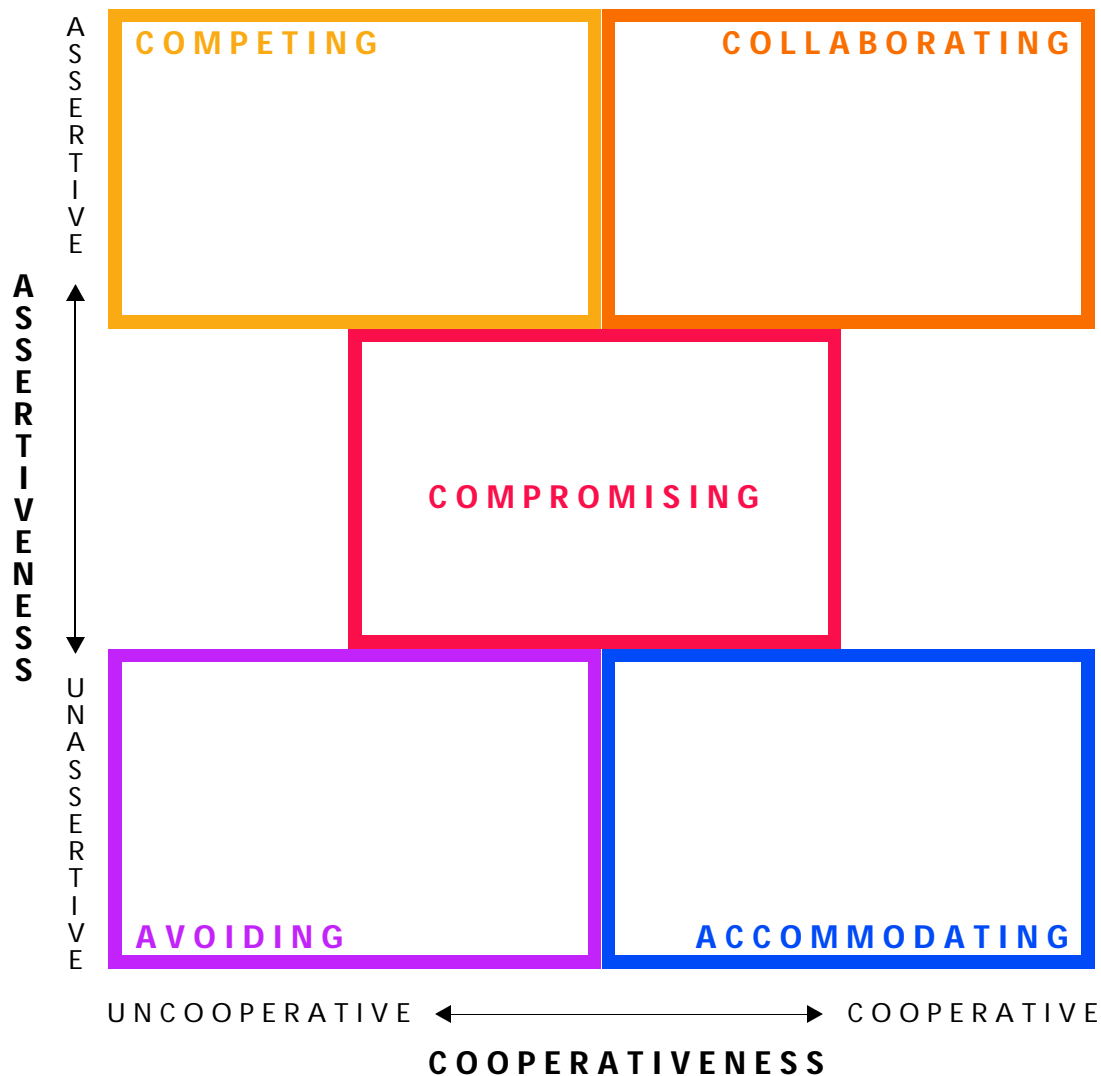 ASSERTIVE
COMPETING
COLLABORATING
ASSERTIVENESS
COMPROMISING
UNASSERTIVE
AVOIDING
ACCOMMODATING
UNCOOPERATIVE
COOPERATIVE
COOPERATIVENESS